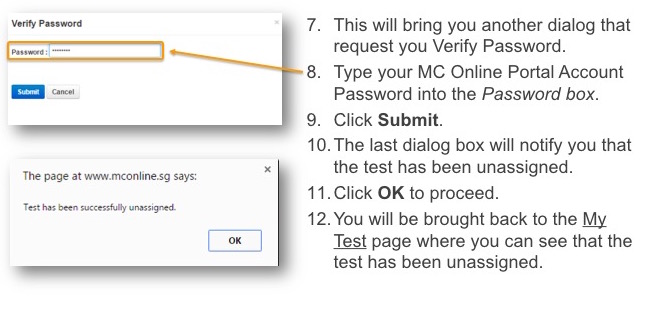 Verify Password
×
Password : ••••••••
Submit Cancel
The page at www.mconline.sg says:
×
Test has been successfully unassigned.
OK
7. This will bring you another dialog that
request you Verify Password.
8. Type your MC Online Portal Account
Password into the Password box.
9. Click Submit.
10. The last dialog box will notify you that
the test has been unassigned.
11. Click OK to proceed.
12. You will be brought back to the My
Test page where you can see that the
test has been unassigned.